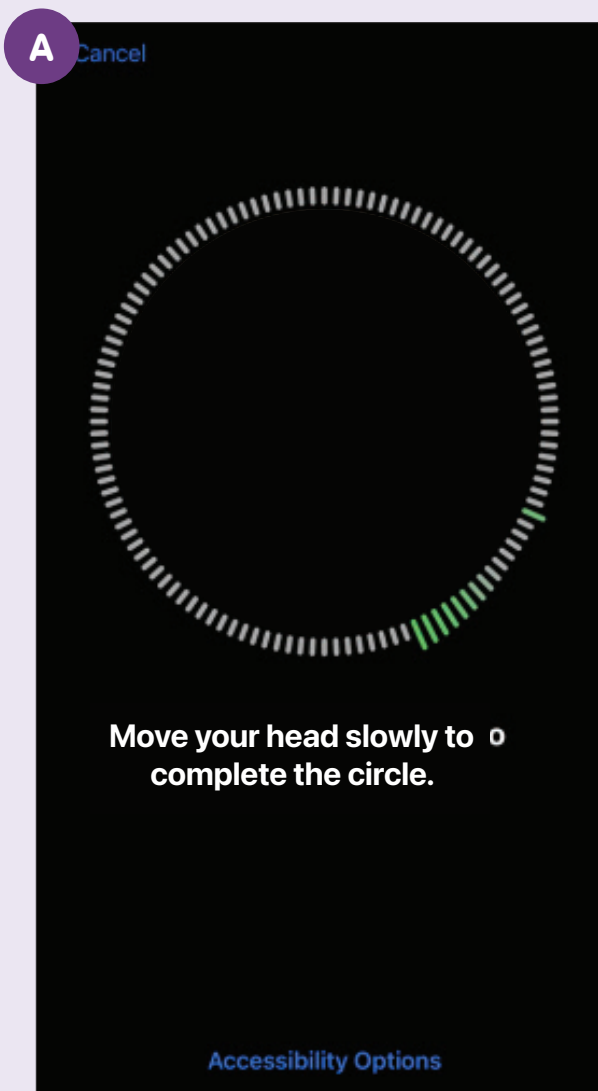 A
Cancel
Move your head slowly to o
complete the circle.
Accessibility Options